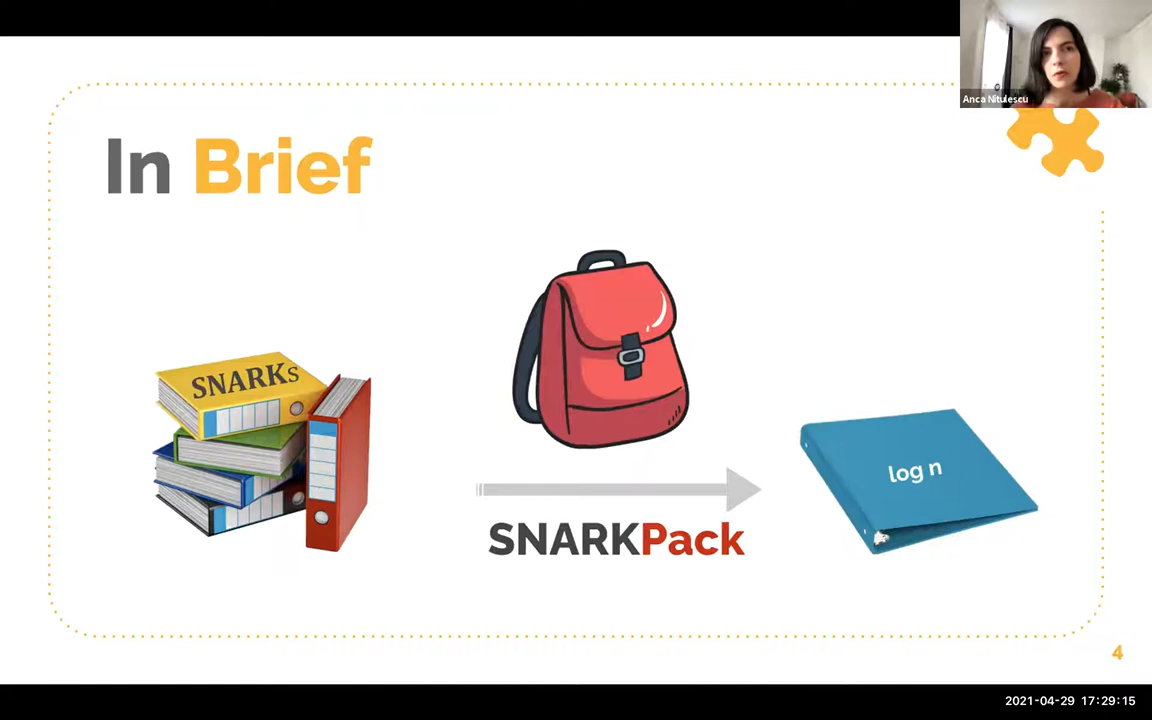 Anca Nitulescu
In Brief
SNARKs
log n
SNARKPack
4
2021-04-29 17:29:15